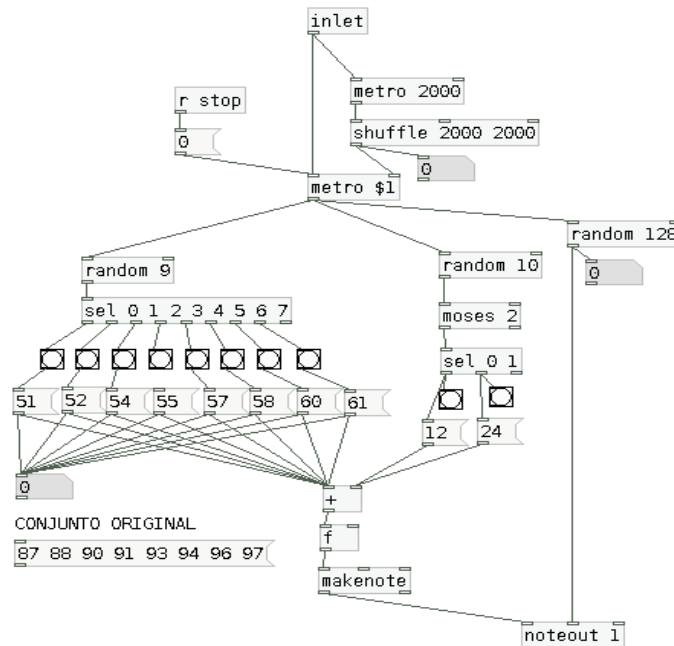 inlet
metro 2000
r stop
shuffle 2000 2000
0
0
metro $1
random 128
random 9
random 10
0
sel 0 1 2 3 4 5 6 7
moses 2
sel 0 1
51 52 54 55 57 58 60 61
12 24
0
+
CONJUNTO ORIGINAL
f
87 88 90 91 93 94 96 97
makenote
noteout 1